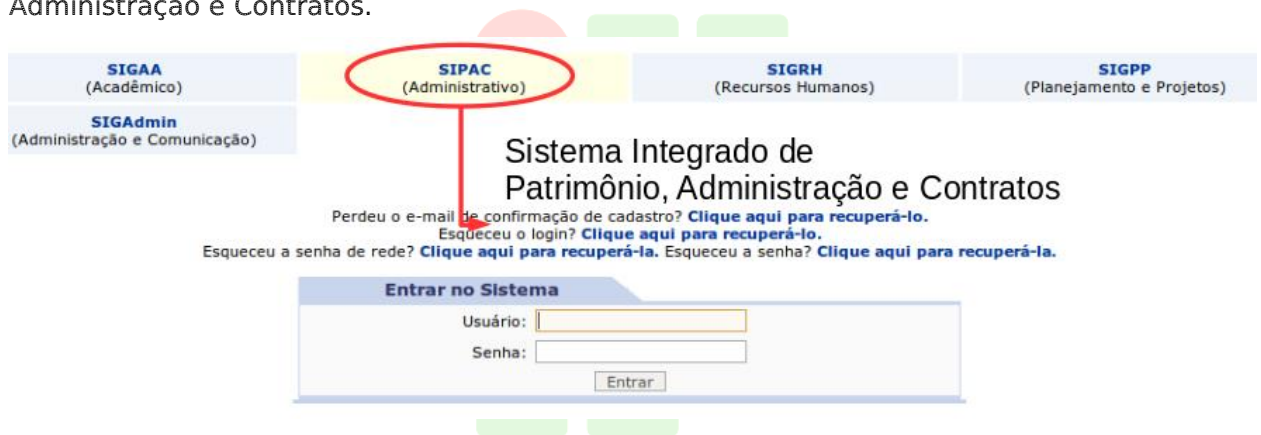 Administração e Contratos.
SIGAA
(Acadêmico)
SIPAC
(Administrativo)
SIGRH
(Recursos Humanos)
SIGPP
(Planejamento e Projetos)
SIGAdmin
(Administração e Comunicação)
Sistema Integrado de
Patrimônio, Administração e Contratos
Perdeu o e-mail de confirmação de cadastro? Clique aqui para recuperá-lo.
Esqueceu o login? Clique aqui para recuperá-lo.
Esqueceu a senha de rede? Clique aqui para recuperá-la. Esqueceu a senha? Clique aqui para recuperá-la.
Entrar no Sistema
Usuário:
Senha:
Entrar